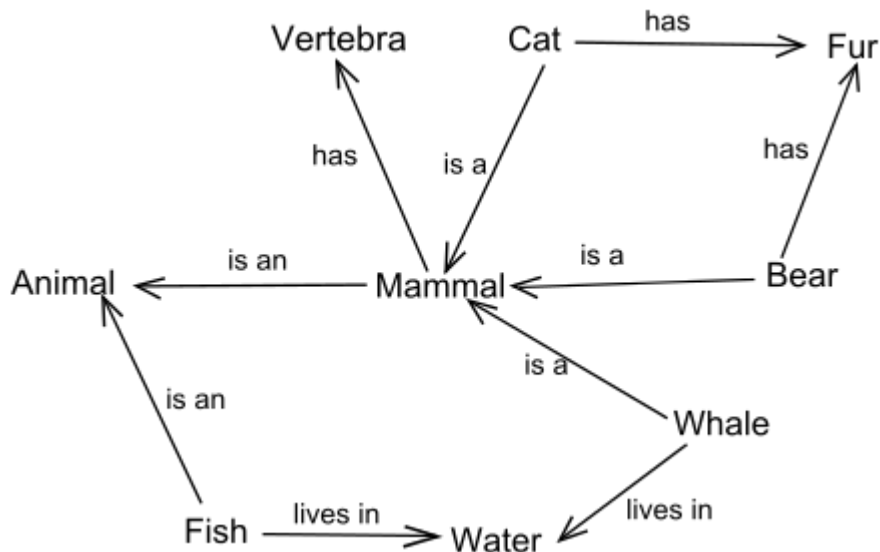 Vertebra
Cat
has
Fur
has
is a
has
Animal
is an
Mammal
is a
Bear
is an
is a
Whale
Fish
lives in
Water
lives in